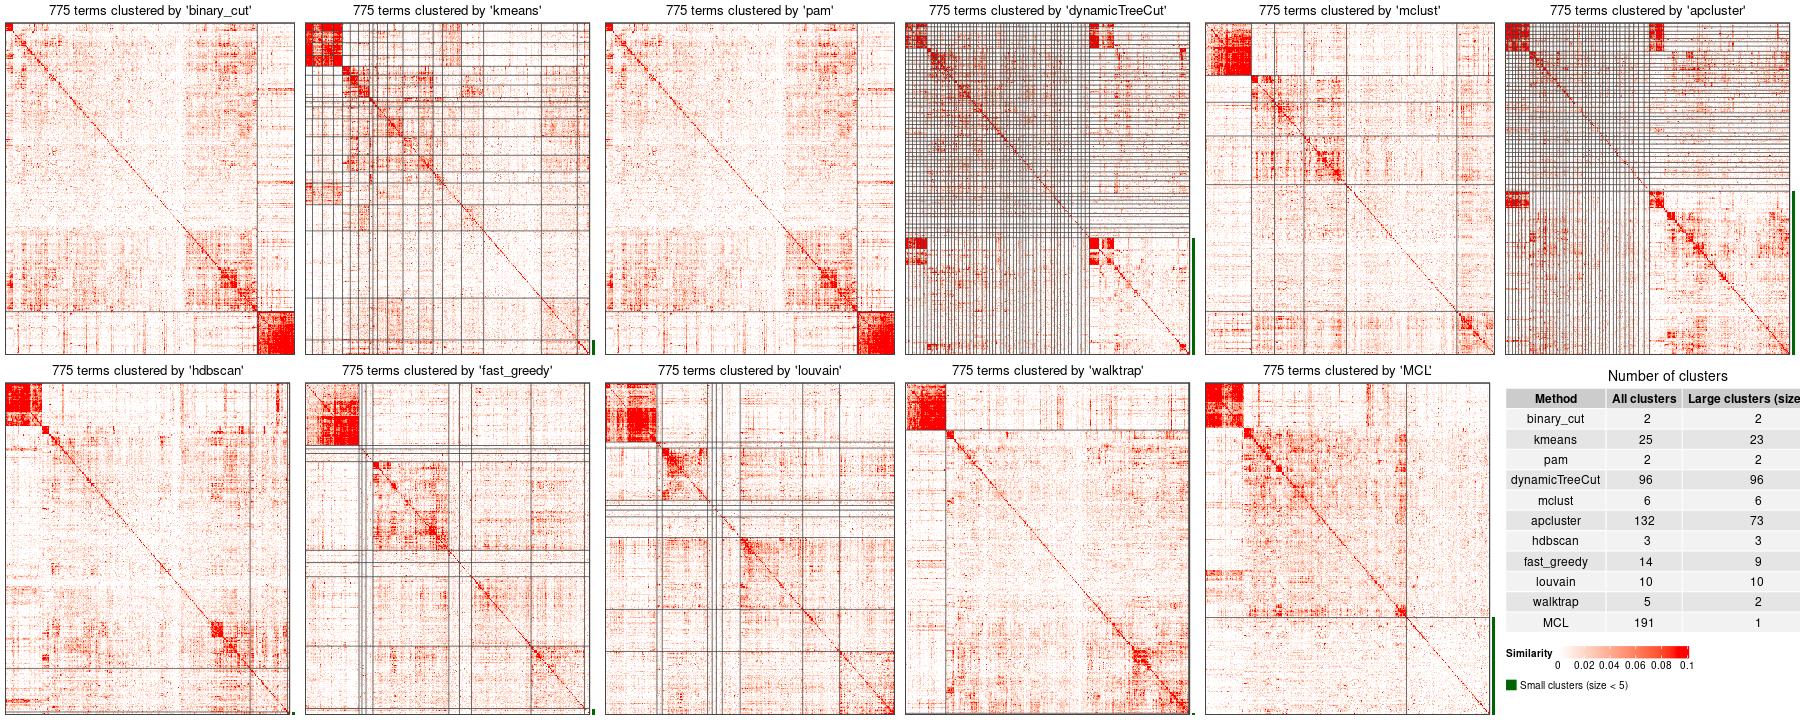 775 terms clustered by 'binary_cut'
775 terms clustered by 'kmeans'
775 terms clustered by 'pam'
775 terms clustered by 'dynamicTreeCut'
775 terms clustered by 'mclust'
775 terms clustered by 'apcluster'
775 terms clustered by 'hdbscan'
775 terms clustered by 'fast_greedy'
775 terms clustered by 'louvain'
775 terms clustered by 'walktrap'
775 terms clustered by 'MCL'
Number of clusters
Method All clusters Large clusters (size
binary_cut 2 2
kmeans 25 23
pam 2 2
dynamicTreeCut 96 96
mclust 6 6
apcluster 132 73
hdbscan 3 3
fast_greedy 14 9
louvain 10 10
walktrap 5 2
MCL 191 1
Similarity
0 0.02 0.04 0.06 0.08 0.1
Small clusters (size < 5)